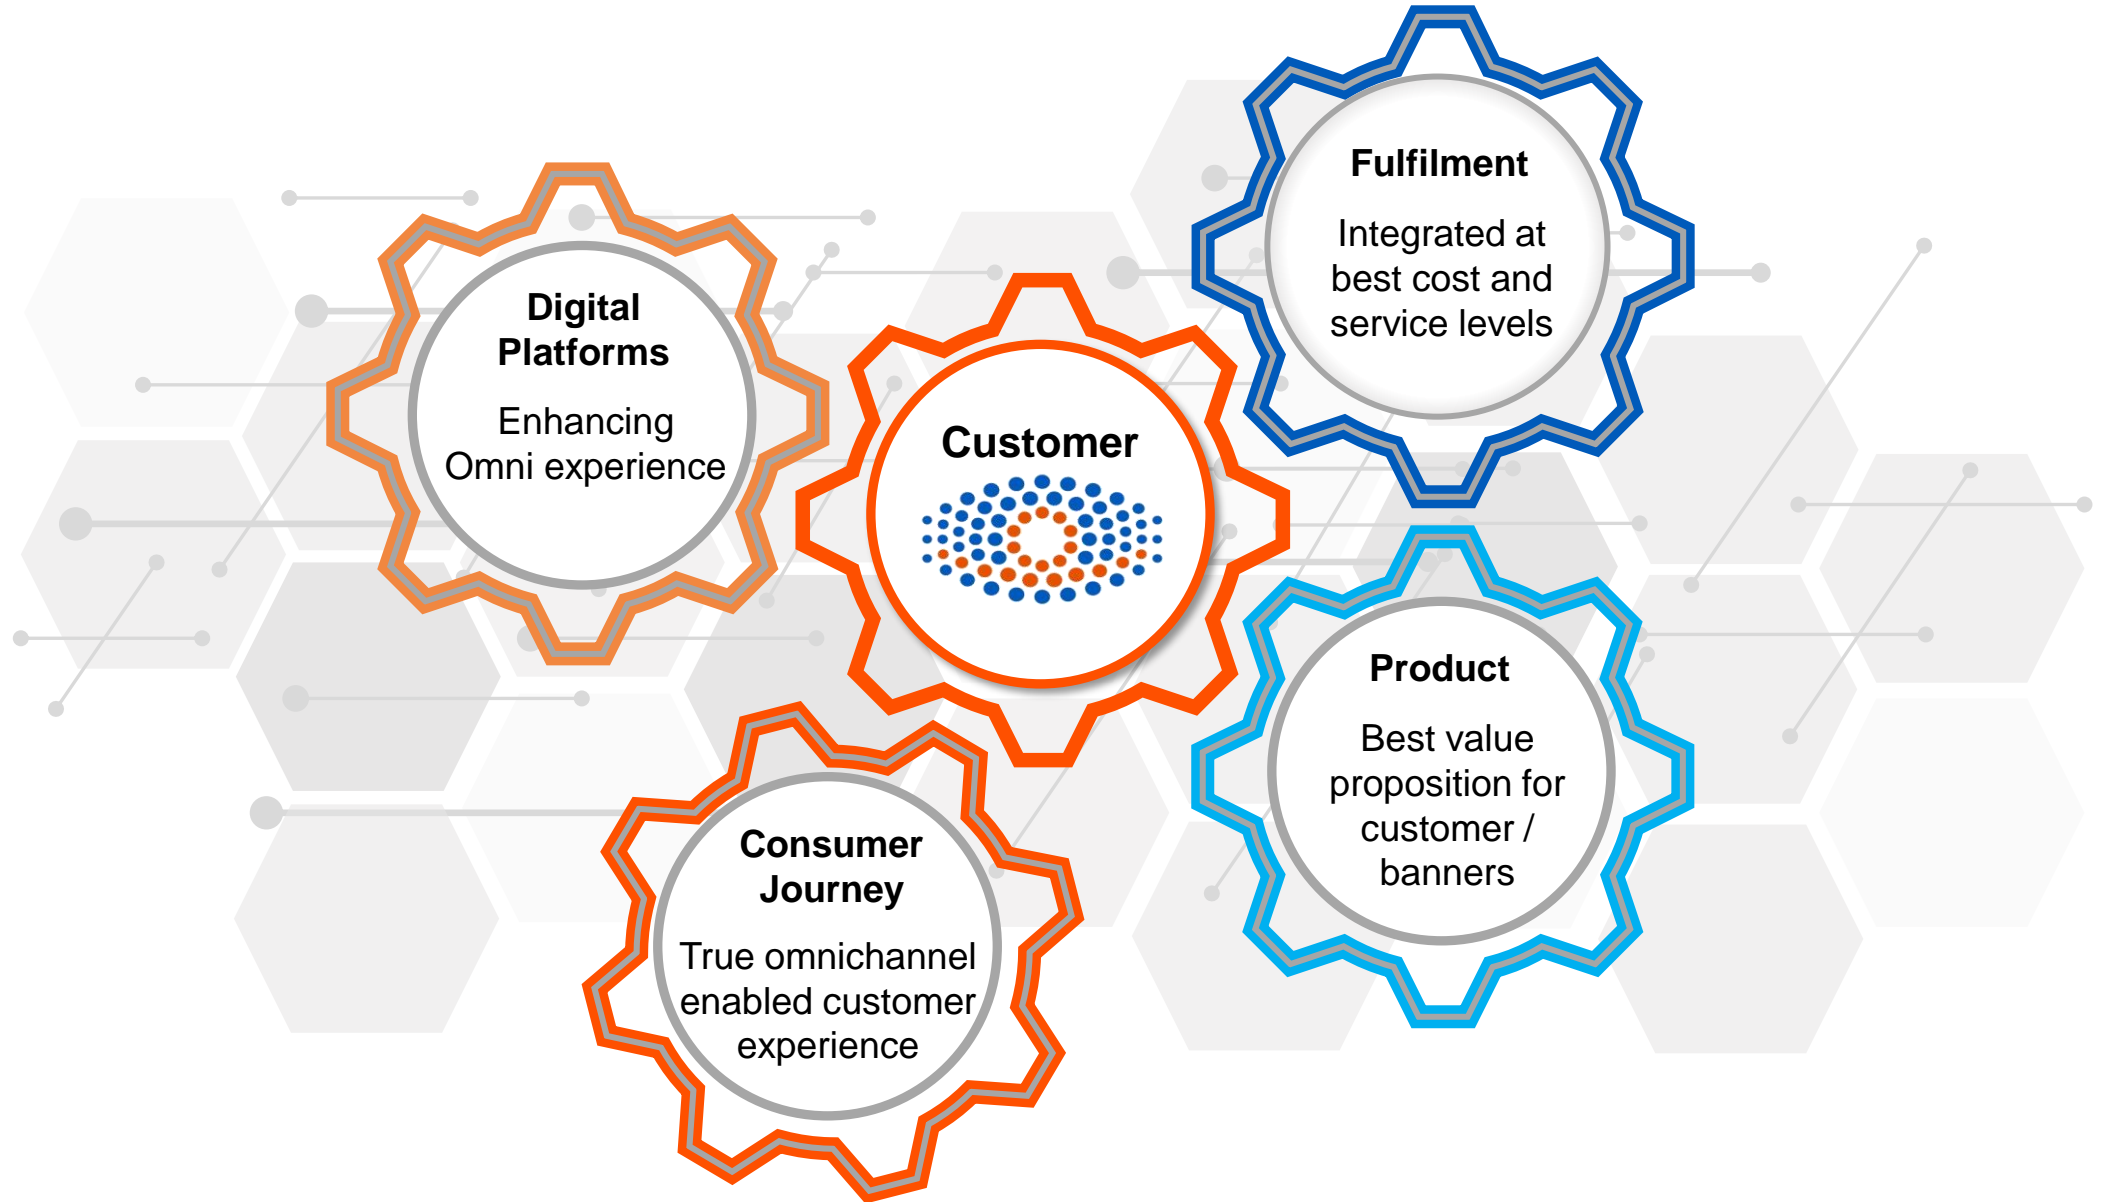 Fulfilment
Integrated at
best cost and
service levels
Digital
Platforms
Enhancing
Omni experience
Customer
Product
Best value
proposition for
customer /
banners
Consumer
Journey
True omnichannel
enabled customer
experience